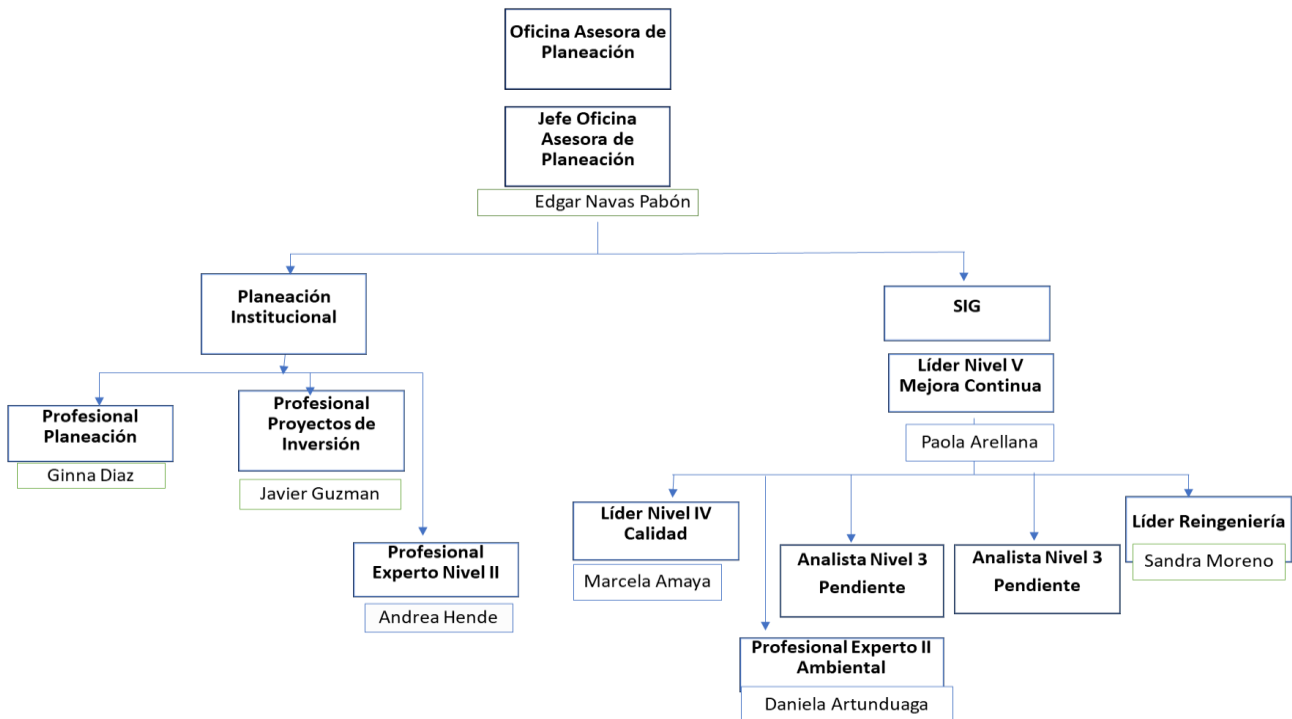 Oficina Asesora de
Planeación
Jefe Oficina
Asesora de
Planeación
Edgar Navas Pabón
Planeación
Institucional
SIG
Líder Nivel V
Mejora Continua
Paola Arellana
Profesional
Planeación
Ginna Diaz
Profesional
Proyectos de
Inversión
Javier Guzman
Profesional
Experto Nivel II
Andrea Hende
Líder Nivel IV
Calidad
Marcela Amaya
Analista Nivel 3
Pendiente
Analista Nivel 3
Pendiente
Líder Reingeniería
Sandra Moreno
Profesional Experto II
Ambiental
Daniela Artunduaga